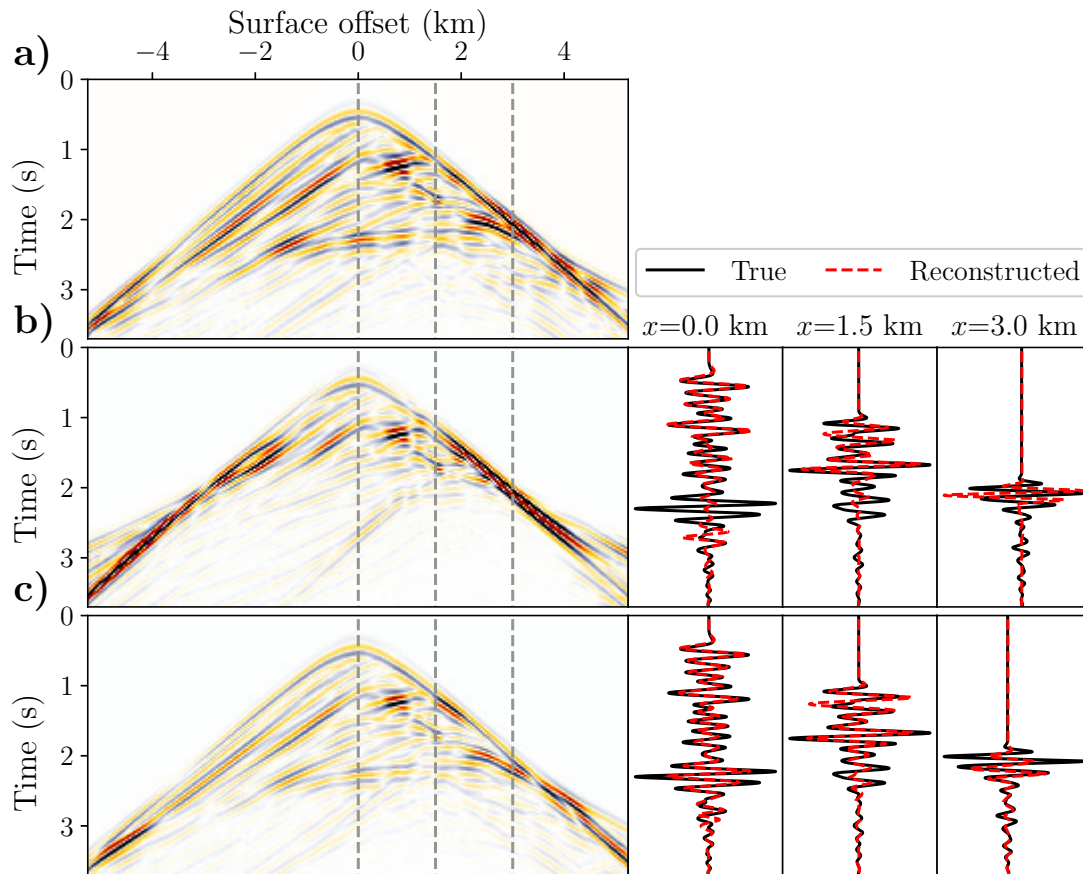 Surface offset (km)
a)
−4 −2 0 2 4
0
1
2
3
Time (s)
True Reconstructed
b)
x=0.0 km x=1.5 km x=3.0 km
0
1
2
3
Time (s)
c)
0
1
2
3
Time (s)